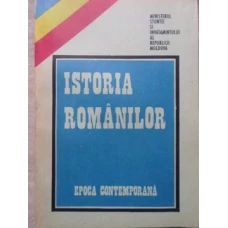 MINISTERUL
ȘTIINȚEI
ȘI
ÎNVĂȚĂMÎNTULUI
AL
REPUBLICII
MOLDOVA
ISTORIA
ROMÂNILOR
EPOCA CONTEMPORANĂ